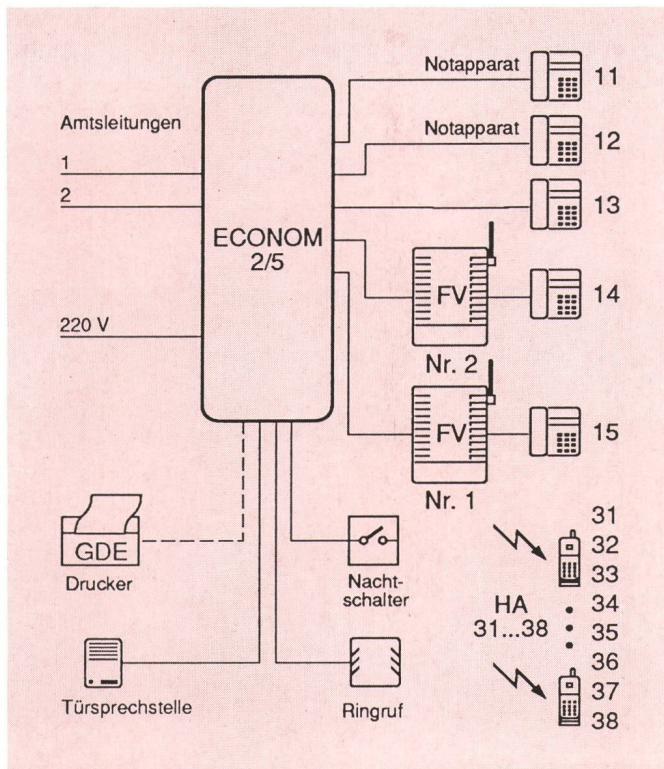 Notapparat
11
Amtsleitungen
Notapparat
12
1
2
13
ECONOM
2/5
FV
14
220 V
Nr. 2
FV
15
Nr. 1
GDE
Drucker
Nacht-
schalter
31
32
33
HA
34
31...38
35
36
37
38
Türsprechstelle
Ringruf